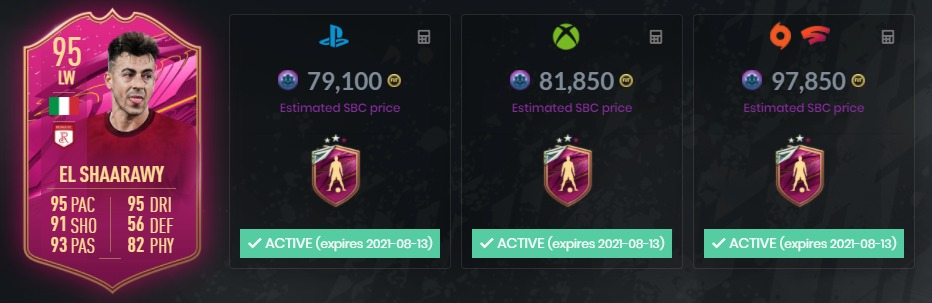 95
LW
EL SHAARAWY
95 PAC 95 DRI
91 SHO 56 DEF
93 PAS 82 PHY
79,100
Estimated SBC price
ACTIVE (expires 2021-08-13)
81,850
Estimated SBC price
ACTIVE (expires 2021-08-13)
97,850
Estimated SBC price
ACTIVE (expires 2021-08-13)